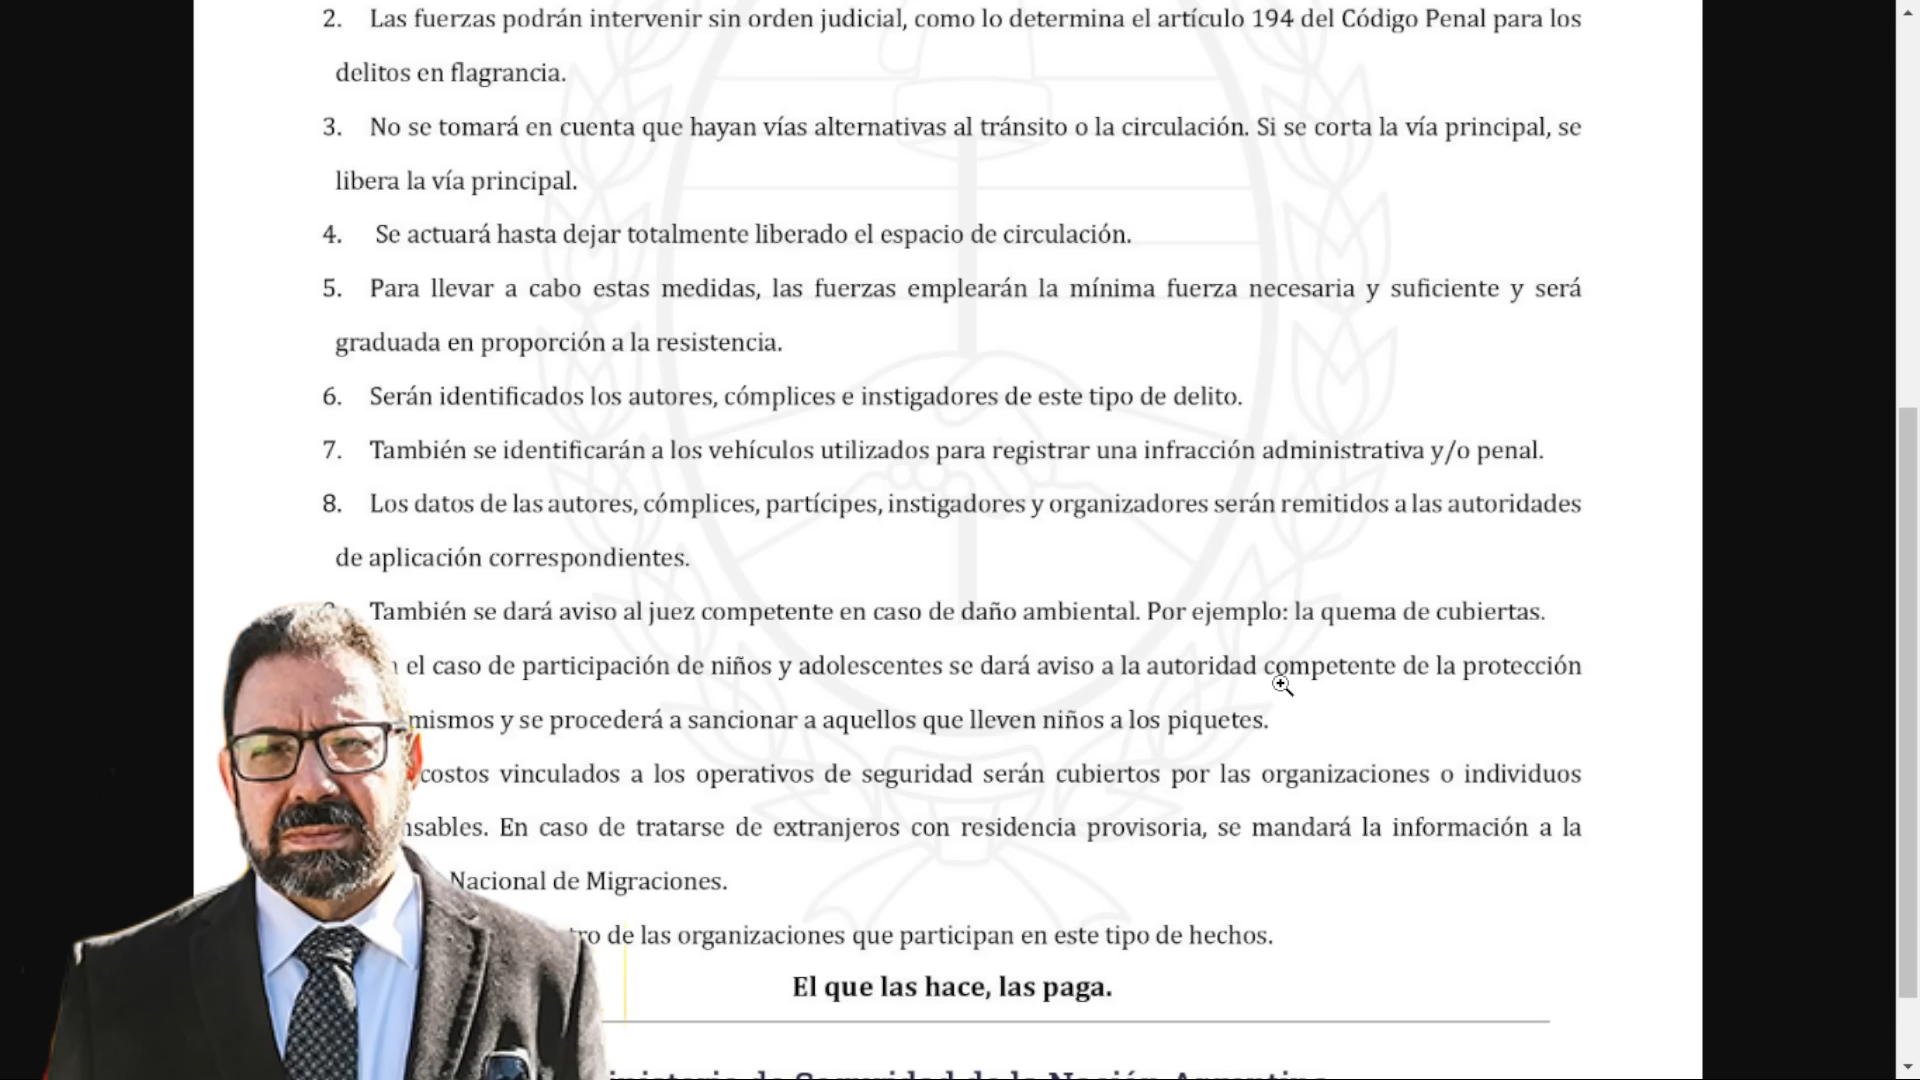 2. Las fuerzas podrán intervenir sin orden judicial, como lo determina el artículo 194 del Código Penal para los
delitos en flagrancia.
3. No se tomará en cuenta que hayan vías alternativas al tránsito o la circulación. Si se corta la vía principal, se
libera la vía principal.
4. Se actuará hasta dejar totalmente liberado el espacio de circulación.
5. Para llevar a cabo estas medidas, las fuerzas emplearán la mínima fuerza necesaria y suficiente y será
graduada en proporción a la resistencia.
6. Serán identificados los autores, cómplices e instigadores de este tipo de delito.
7. También se identificarán a los vehículos utilizados para registrar una infracción administrativa y/o penal.
8. Los datos de las autores, cómplices, partícipes, instigadores y organizadores serán remitidos a las autoridades
de aplicación correspondientes.
También se dará aviso al juez competente en caso de daño ambiental. Por ejemplo: la quema de cubiertas.
el caso de participación de niños y adolescentes se dará aviso a la autoridad competente de la protección
mismos y se procederá a sancionar a aquellos que lleven niños a los piquetes.
costos vinculados a los operativos de seguridad serán cubiertos por las organizaciones o individuos
nsables. En caso de tratarse de extranjeros con residencia provisoria, se mandará la información a la
Nacional de Migraciones.
tro de las organizaciones que participan en este tipo de hechos.
El que las hace, las paga.
inisterio de Seguridad de la Nación Argentina